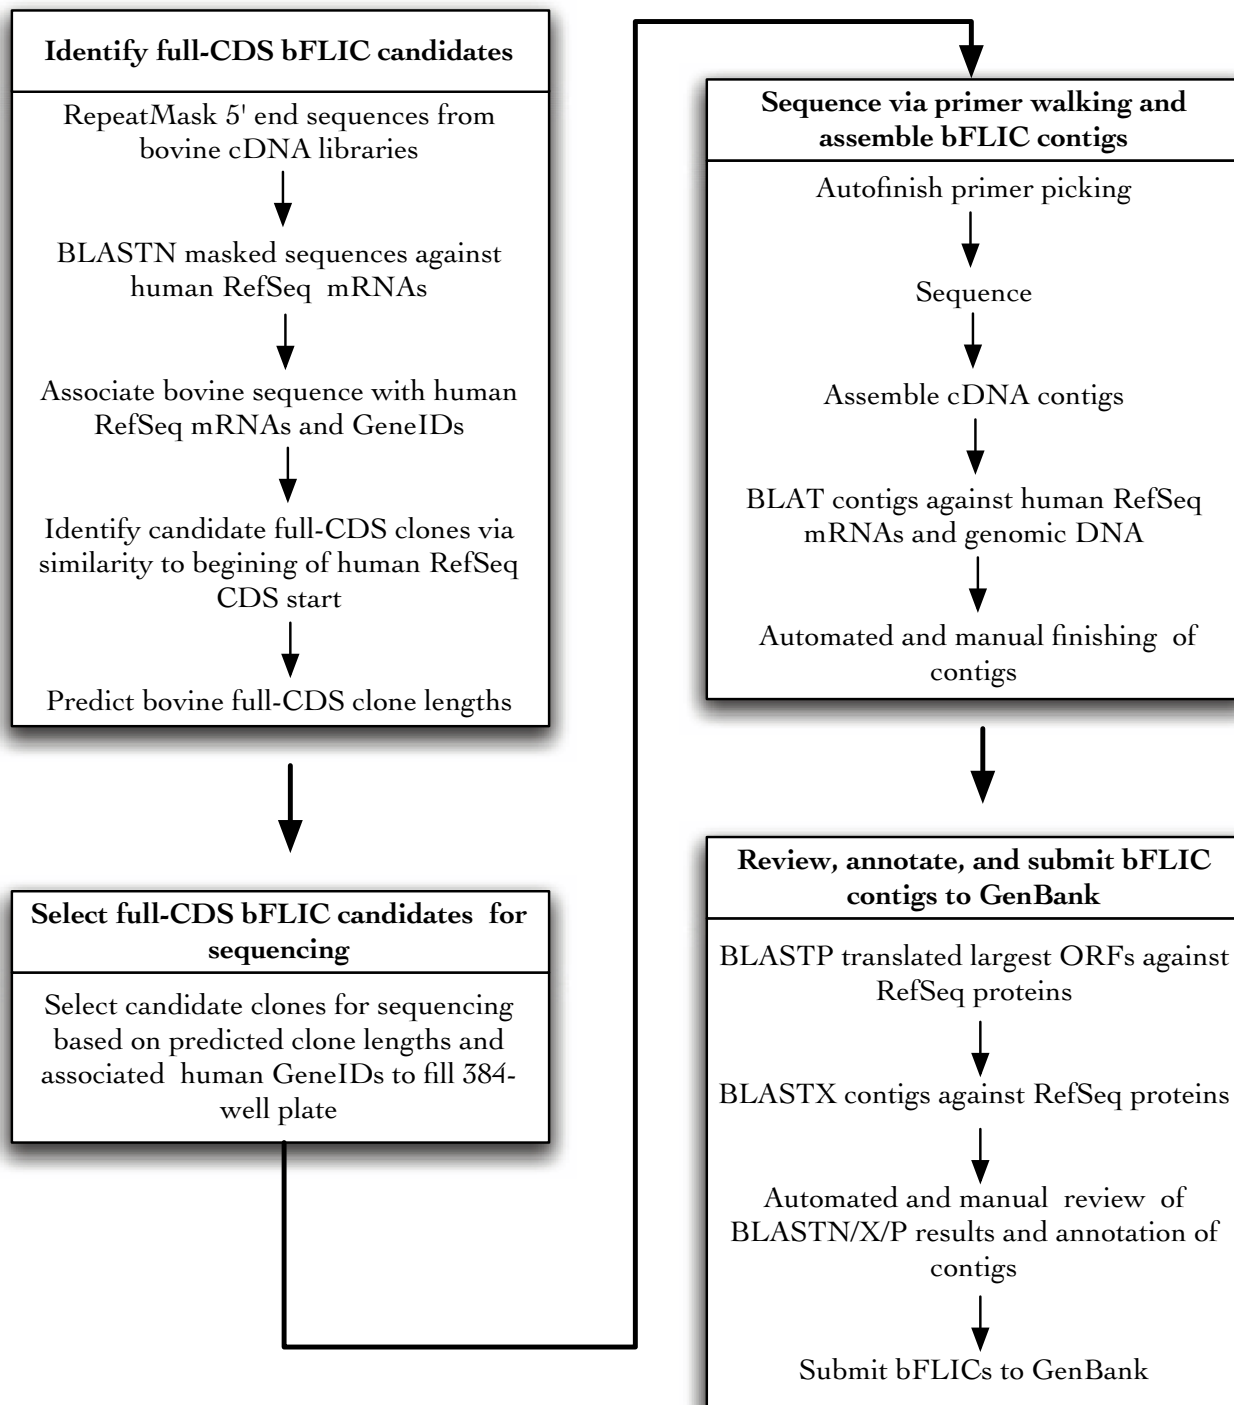 Identify full-CDS bFLIC candidates
RepeatMask 5' end sequences from
bovine cDNA libraries
BLASTN masked sequences against
human RefSeq mRNAs
Associate bovine sequence with human
RefSeq mRNAs and GeneIDs
Identify candidate full-CDS clones via
similarity to begining of human RefSeq
CDS start
Predict bovine full-CDS clone lengths
Select full-CDS bFLIC candidates for
sequencing
Select candidate clones for sequencing
based on predicted clone lengths and
associated human GeneIDs to fill 384-
well plate
Sequence via primer walking and
assemble bFLIC contigs
Autofinish primer picking
Sequence
Assemble cDNA contigs
BLAT contigs against human RefSeq
mRNAs and genomic DNA
Automated and manual finishing of
contigs
Review, annotate, and submit bFLIC
contigs to GenBank
BLASTP translated largest ORFs against
RefSeq proteins
BLASTX contigs against RefSeq proteins
Automated and manual review of
BLASTN/X/P results and annotation of
contigs
Submit bFLICs to GenBank